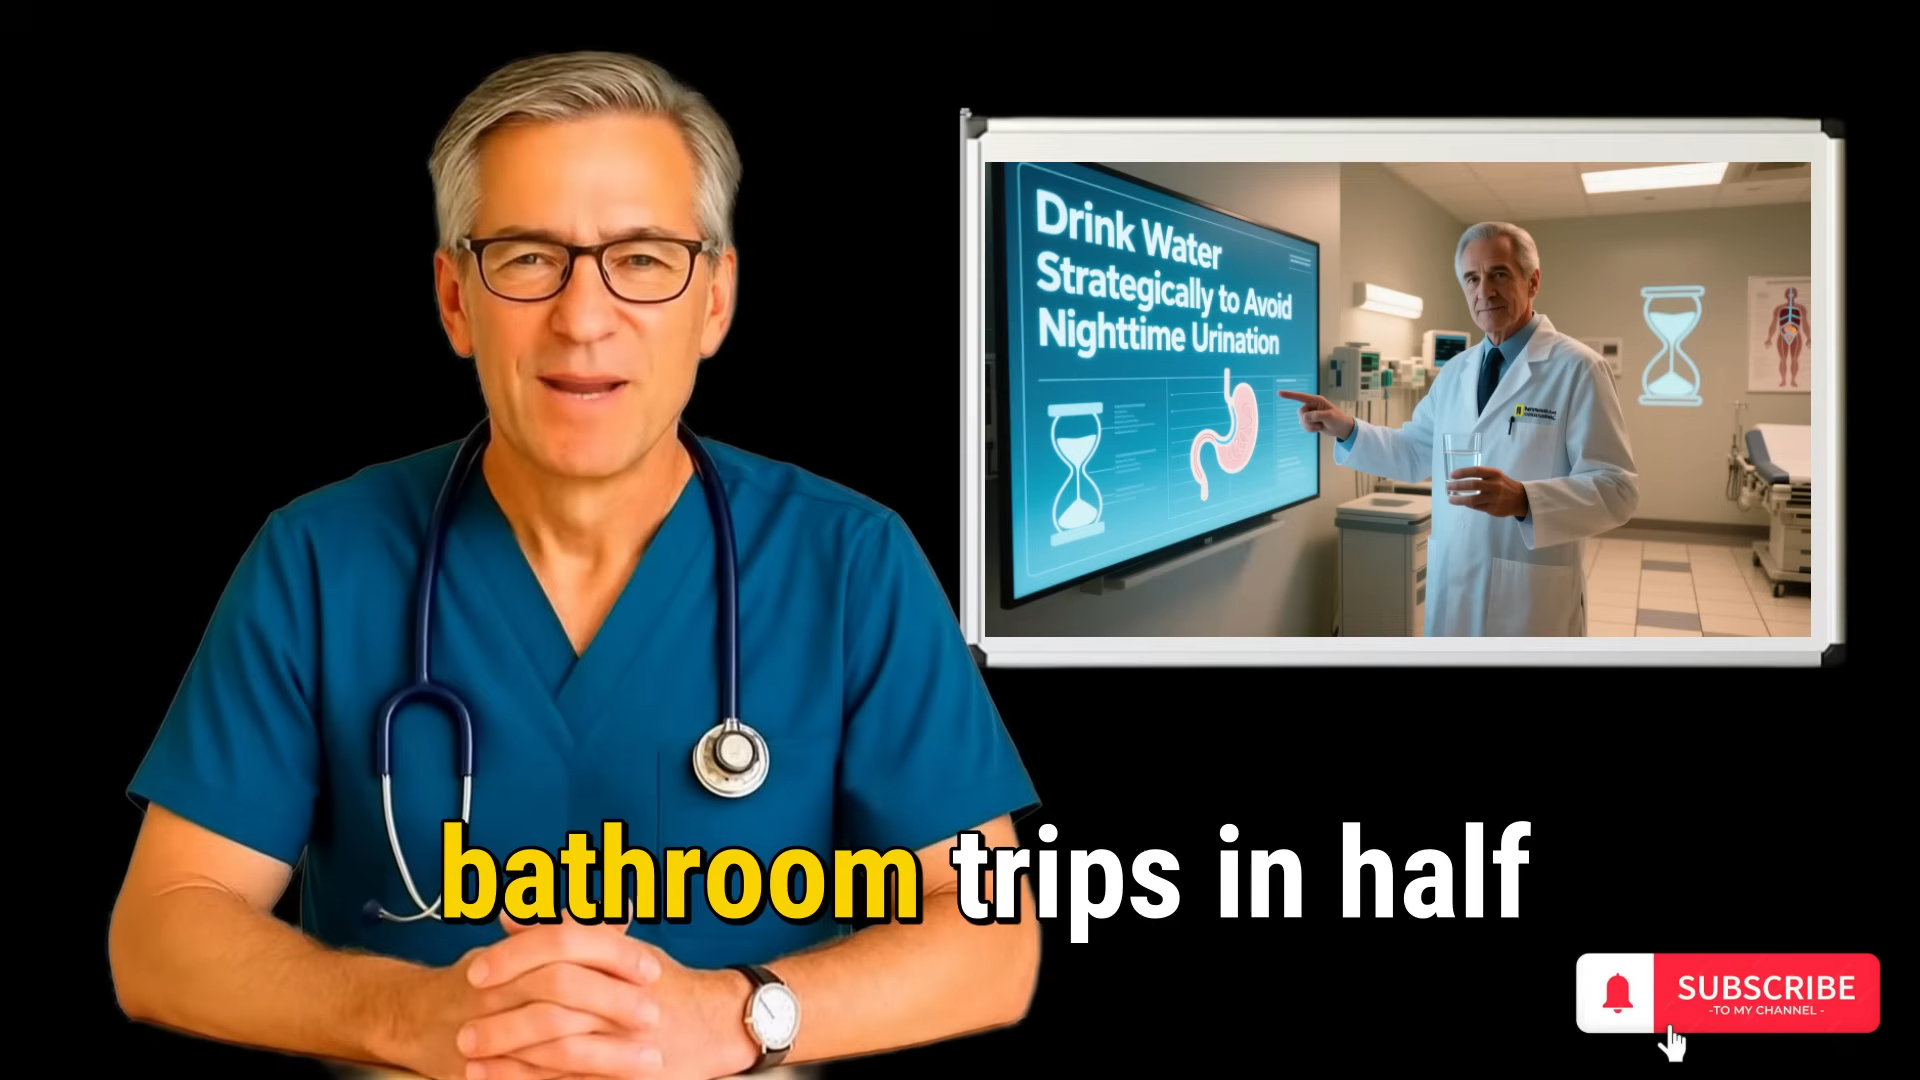 Drink Water
Strategically to Avoid
Nighttime Urination
bathroom trips in half
SUBSCRIBE
-TO MY CHANNEL -